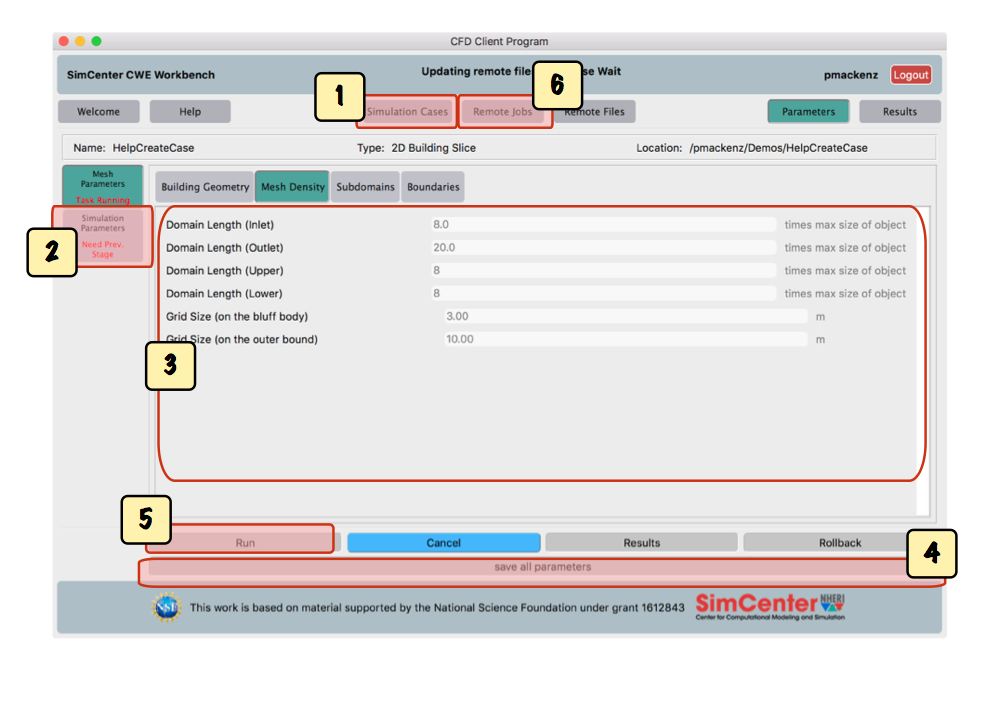 CFD Client Program
SimCenter CWE Workbench
Updating remote file
se Wait
pmackenz
Logout
1
6
Welcome
Help
Simulation Cases
Remote Jobs
Remote Files
Parameters
Results
Name: HelpCreateCase
Type: 2D Building Slice
Location: /pmackenz/Demos/HelpCreateCase
Mesh
Parameters
Task Running
Building Geometry
Mesh Density
Subdomains
Boundaries
Simulation
Parameters
Need Prev.
Stage
2
Domain Length (Inlet) 8.0 times max size of object
Domain Length (Outlet) 20.0 times max size of object
Domain Length (Upper) 8 times max size of object
Domain Length (Lower) 8 times max size of object
Grid Size (on the bluff body) 3.00 m
Grid Size (on the outer bound) 10.00 m
3
5
Run
Cancel
Results
Rollback
4
save all parameters
NSF
This work is based on material supported by the National Science Foundation under grant 1612843
SimCenter
NHERI
Center for Computational Modeling and Simulation